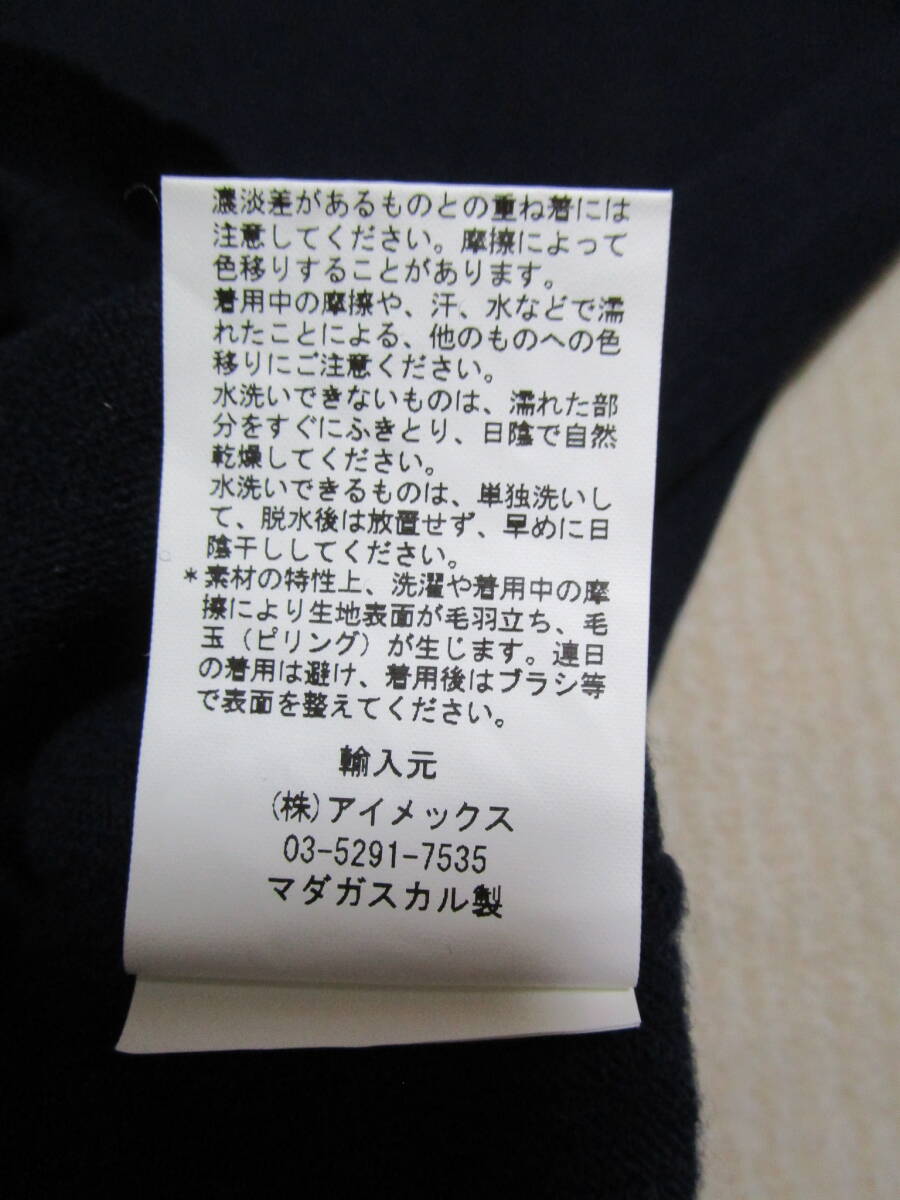 濃淡差があるものとの重ね着には
注意してください。摩擦によって
色移りすることがあります。
着用中の摩擦や、汗、水などで濡
れたことによる、他のものへの色
移りにご注意ください。
水洗いできないものは、濡れた部
分をすぐにふきとり、日陰で自然
乾燥してください。
水洗いできるものは、単独洗いし
て、脱水後は放置せず、早めに日
陰干ししてください。
*素材の特性上、洗濯や着用中の摩
擦により生地表面が毛羽立ち、毛
玉(ピリング)が生じます。連日
の着用は避け、着用後はブラシ等
で表面を整えてください。
輸入元
(株)アイメックス
03-5291-7535
マダガスカル製